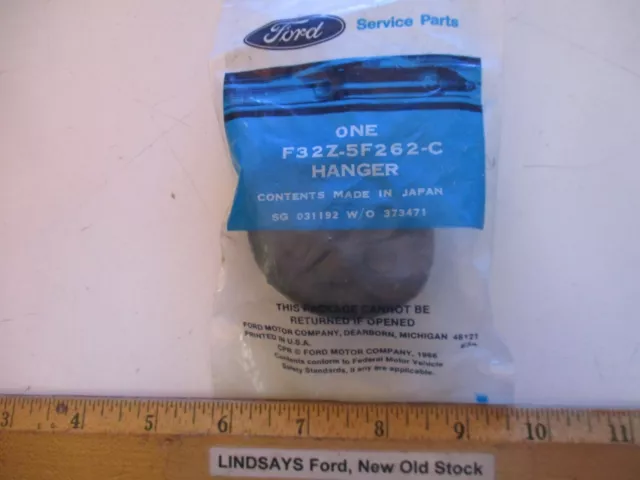 Ford Service Parts
ONE
F32Z-5F262-C
HANGER
CONTENTS MADE IN JAPAN
SG 031192 W/O 373471
THIS PACKAGE CANNOT BE
RETURNED IF OPENED
FORD MOTOR COMPANY, DEARBORN, MICHIGAN 48121
PRINTED IN U.S.A.
CPR © FORD MOTOR COMPANY, 1986
Contents conform to Federal Motor Vehicle
Safety Standards, if any are applicable.
3 4 5 6 7 8 9 10 11
LINDSAYS Ford, New Old Stock